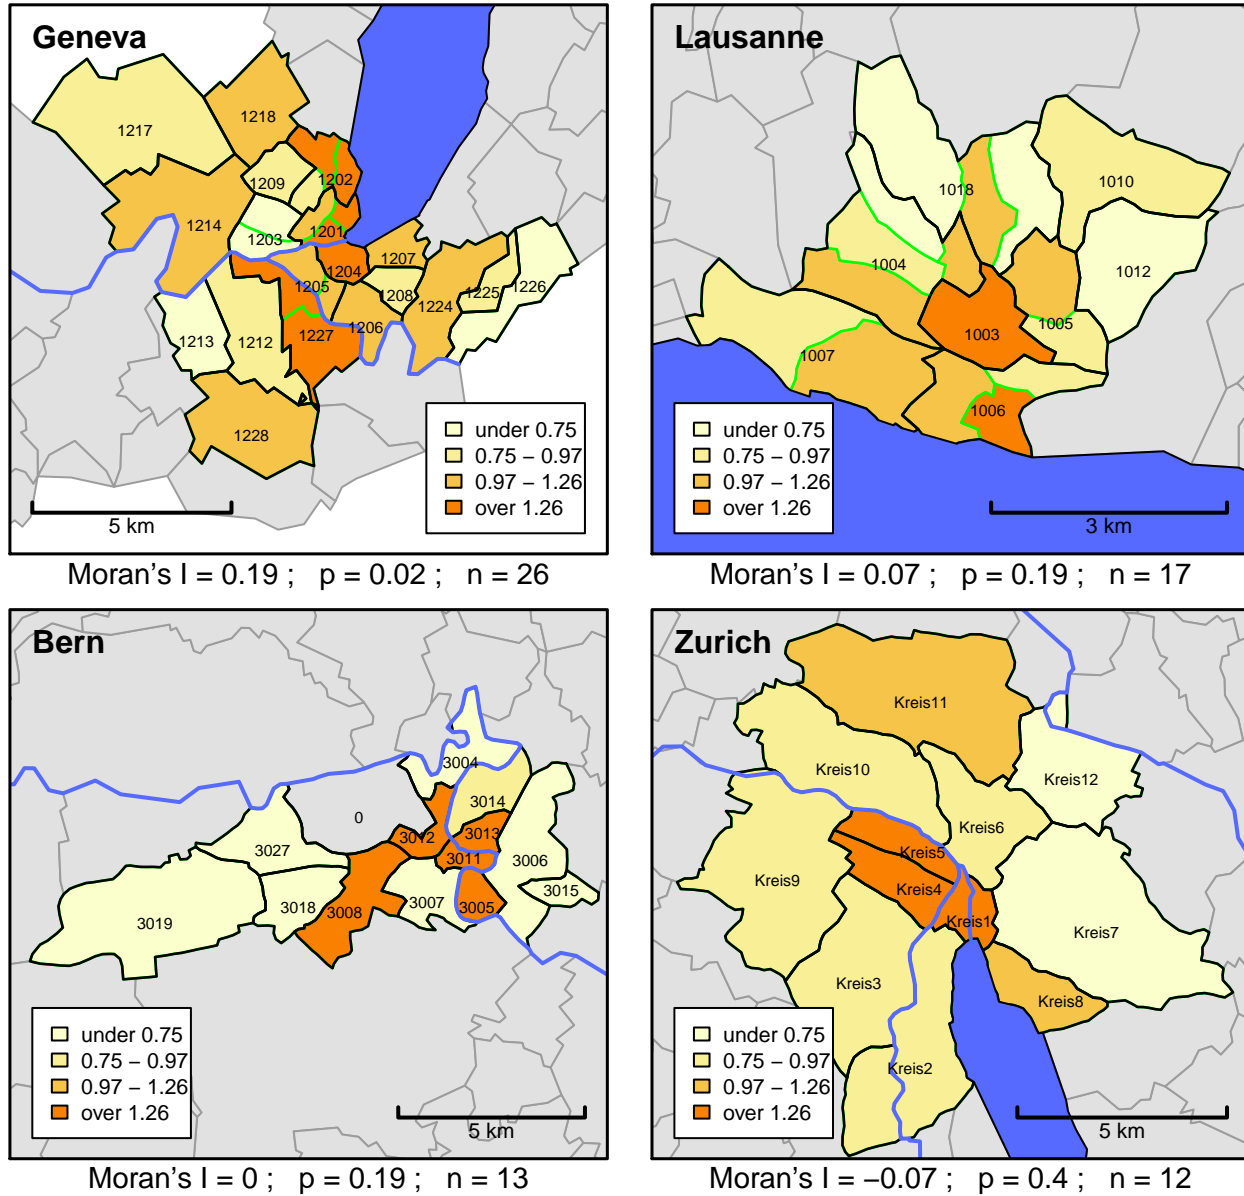 Geneva
1217
1218
1209
1202
1214
1203
1201
1204
1207
1205
1208
1224
1225
1226
1213
1212
1227
1206
1228
under 0.75
0.75 – 0.97
0.97 – 1.26
over 1.26
5 km
Moran's I = 0.19 ; p = 0.02 ; n = 26
Lausanne
1018
1010
1004
1012
1003
1005
1007
1006
under 0.75
0.75 – 0.97
0.97 – 1.26
over 1.26
3 km
Moran's I = 0.07 ; p = 0.19 ; n = 17
Bern
3004
3014
0
3012
3013
3027
3011
3006
3015
3018
3007
3005
3008
3019
under 0.75
0.75 – 0.97
0.97 – 1.26
over 1.26
5 km
Moran's I = 0 ; p = 0.19 ; n = 13
Zurich
Kreis11
Kreis10
Kreis12
Kreis6
Kreis5
Kreis9
Kreis4
Kreis1
Kreis7
Kreis3
Kreis8
Kreis2
under 0.75
0.75 – 0.97
0.97 – 1.26
over 1.26
5 km
Moran's I = −0.07 ; p = 0.4 ; n = 12